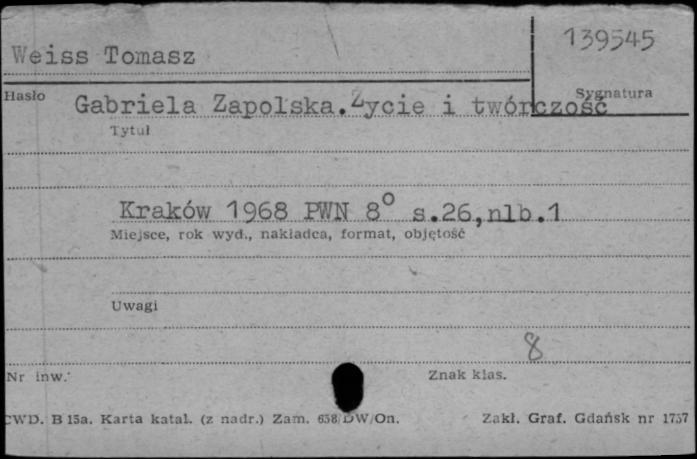 Weiss Tomasz
139545
Hasło
Sygnatura
Gabriela Zapolska.Życie i twórczość
Tytuł
Kraków 1968 PWN 8° s.26,nlb.1
Miejsce, rok wyd., nakładca, format, objętość
Uwagi
8
Nr inw.
Znak klas.
CWD. B 15a. Karta katal. (z nadr.) Zam. 658/DW/On.
Zakł. Graf. Gdańsk nr 1757